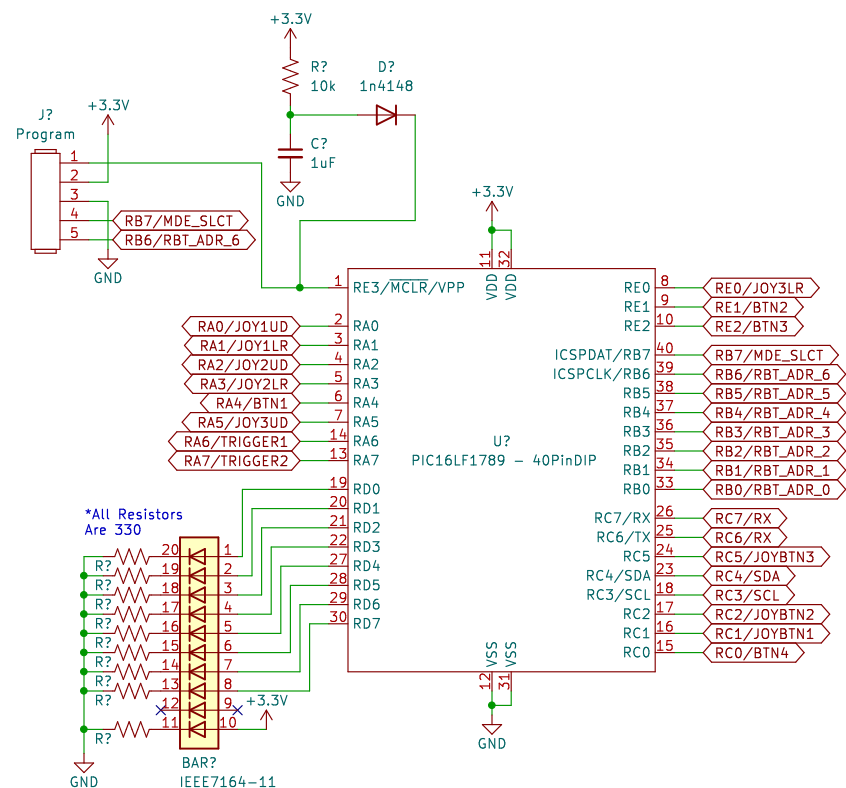 +3.3V
R?
10k
D?
1n4148
C?
1uF
GND
J?
Program
+3.3V
1
2
3
4
5
RB7/MDE_SLCT
RB6/RBT_ADR_6
GND
+3.3V
11
32
VDD
VDD
1
RE3/MCLR/VPP
RA0/JOY1UD
2
RA0
RA1/JOY1LR
3
RA1
RA2/JOY2UD
4
RA2
RA3/JOY2LR
5
RA3
RA4/BTN1
6
RA4
RA5/JOY3UD
7
RA5
RA6/TRIGGER1
14
RA6
RA7/TRIGGER2
13
RA7
19
RD0
20
RD1
21
RD2
22
RD3
27
RD4
28
RD5
29
RD6
30
RD7
U?
PIC16LF1789 - 40PinDIP
RE0
8
RE0/JOY3LR
RE1
9
RE1/BTN2
RE2
10
RE2/BTN3
ICSPDAT/RB7
40
RB7/MDE_SLCT
ICSPCLK/RB6
39
RB6/RBT_ADR_6
RB5
38
RB5/RBT_ADR_5
RB4
37
RB4/RBT_ADR_4
RB3
36
RB3/RBT_ADR_3
RB2
35
RB2/RBT_ADR_2
RB1
34
RB1/RBT_ADR_1
RB0
33
RB0/RBT_ADR_0
RC7/RX
26
RC7/RX
RC6/TX
25
RC6/RX
RC5
24
RC5/JOYBTN3
RC4/SDA
23
RC4/SDA
RC3/SCL
18
RC3/SCL
RC2
17
RC2/JOYBTN2
RC1
16
RC1/JOYBTN1
RC0
15
RC0/BTN4
VSS
VSS
12
31
GND
*All Resistors
Are 330
20
1
R?
19
2
R?
18
3
R?
17
4
R?
16
5
R?
15
6
R?
14
7
R?
13
8
R?
12
9
+3.3V
11
10
R?
GND
BAR?
IEEE7164-11